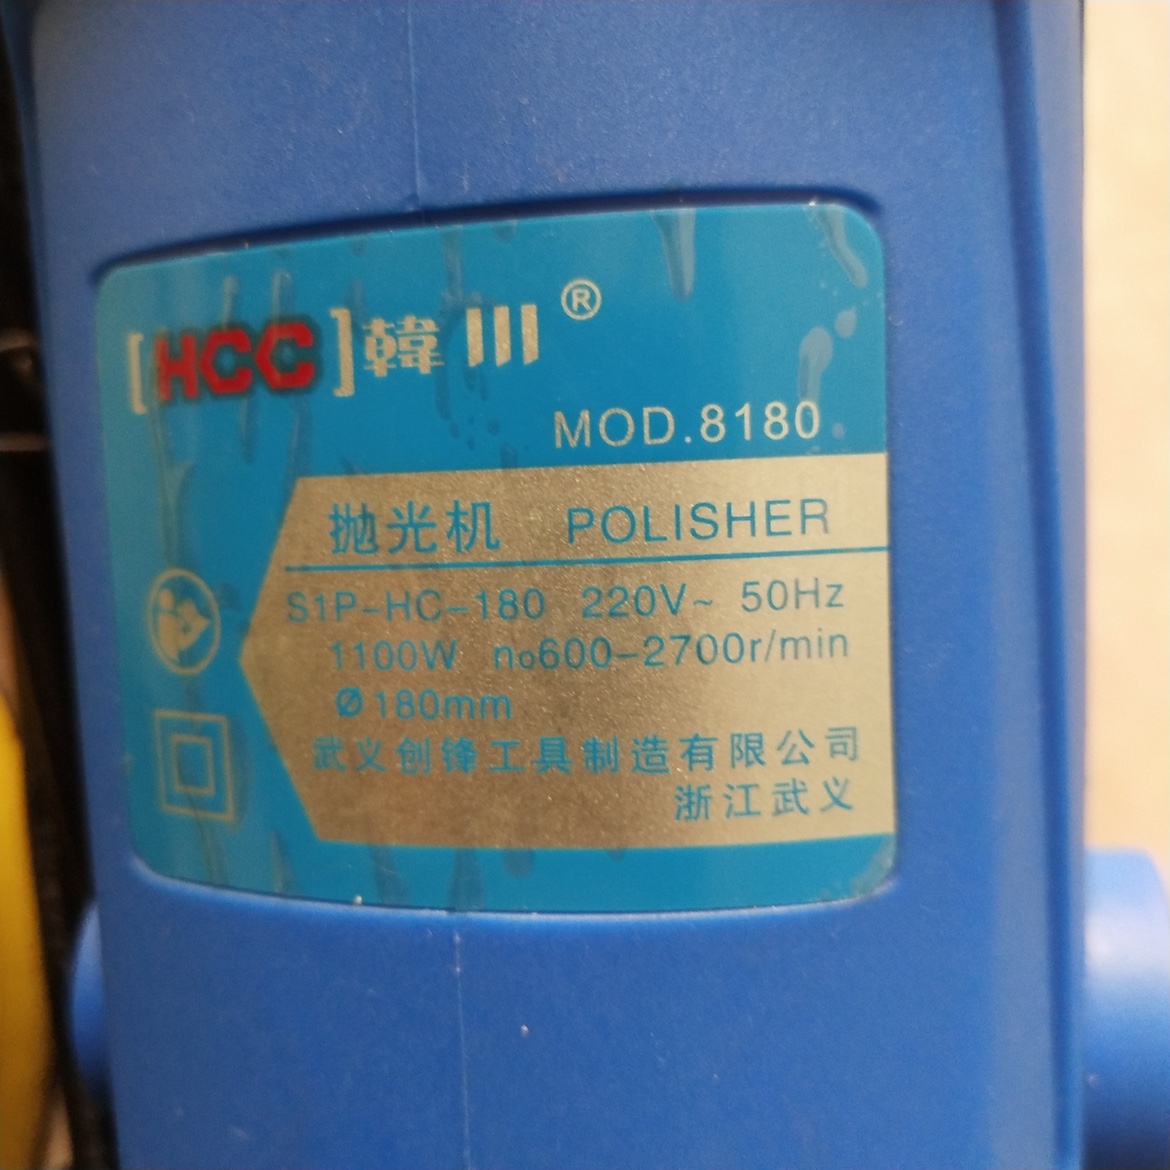 [HCC]韓川®
MOD.8180
抛光机 POLISHER
S1P-HC-180 220V~ 50Hz
1100W no600-2700r/min
Ø180mm
武义创锋工具制造有限公司
浙江武义